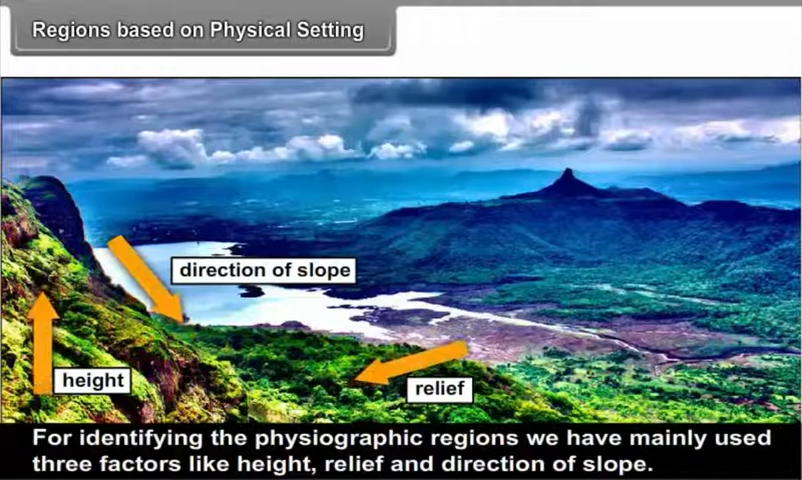 Regions based on Physical Setting
direction of slope
height
relief
For identifying the physiographic regions we have mainly used
three factors like height, relief and direction of slope.